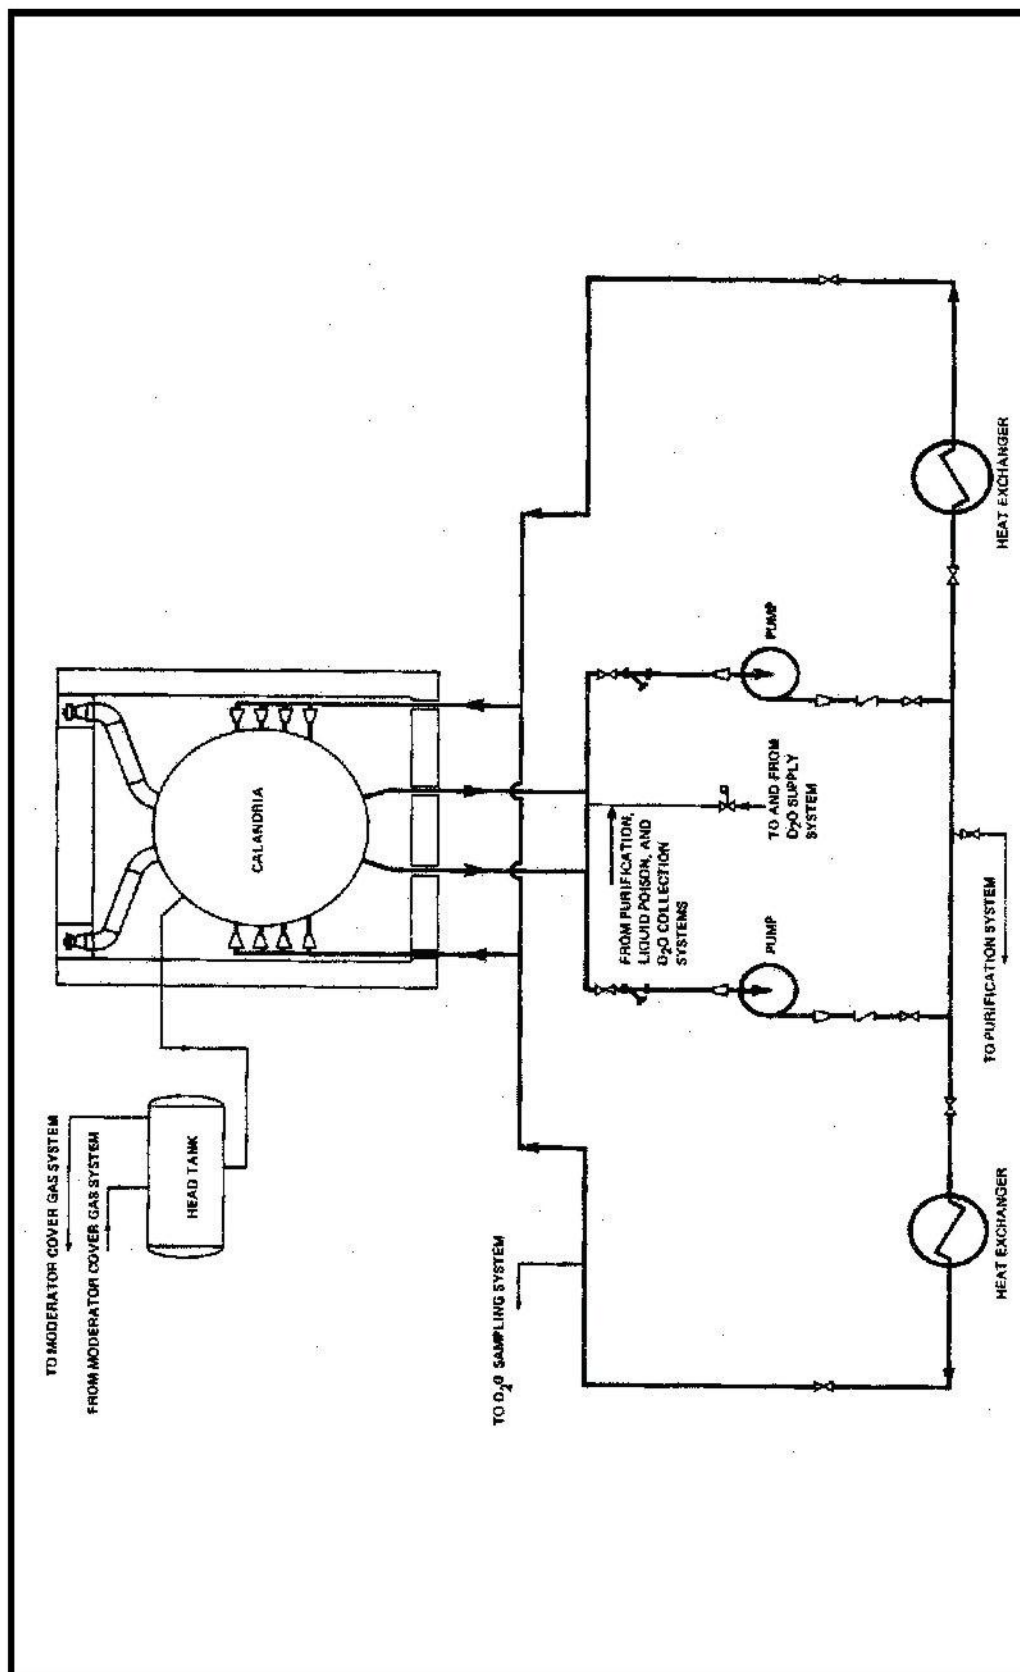 TO MODERATOR COVER GAS SYSTEM
FROM MODERATOR COVER GAS SYSTEM
HEAD TANK
CALANDRIA
TO D₂O SAMPLING SYSTEM
FROM PURIFICATION,
LIQUID POISON, AND
D₂O COLLECTION
SYSTEMS
TO AND FROM
D₂O SUPPLY
SYSTEM
PUMP
PUMP
TO PURIFICATION SYSTEM
HEAT EXCHANGER
HEAT EXCHANGER